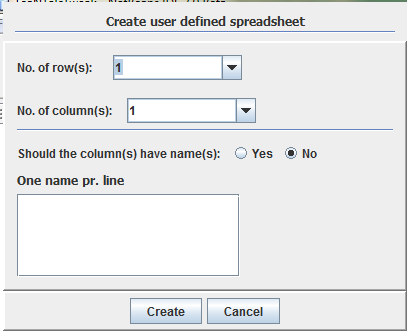 Create user defined spreadsheet
No. of row(s): 1
No. of column(s): 1
Should the column(s) have name(s): Yes No
One name pr. line
Create Cancel